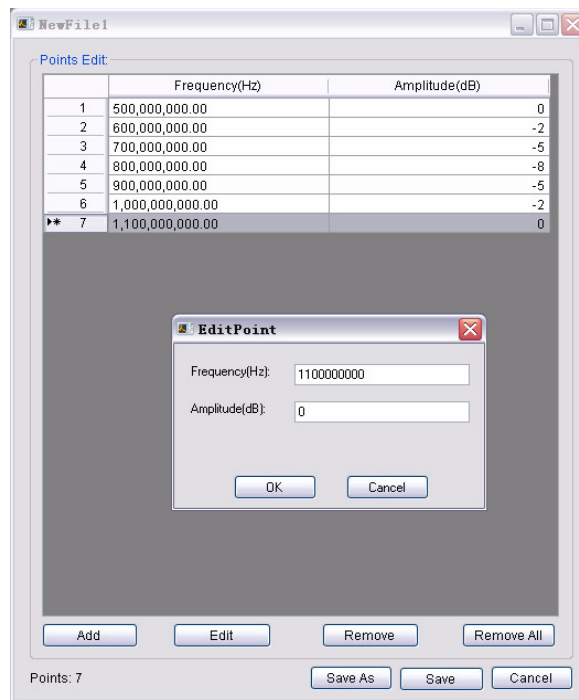 NewFile1
Points Edit:
Frequency(Hz) Amplitude(dB)
1 500,000,000.00 0
2 600,000,000.00 -2
3 700,000,000.00 -5
4 800,000,000.00 -8
5 900,000,000.00 -5
6 1,000,000,000.00 -2
7 1,100,000,000.00 0
EditPoint
Frequency(Hz): 1100000000
Amplitude(dB): 0
OK Cancel
Add Edit Remove Remove All
Points: 7 Save As Save Cancel